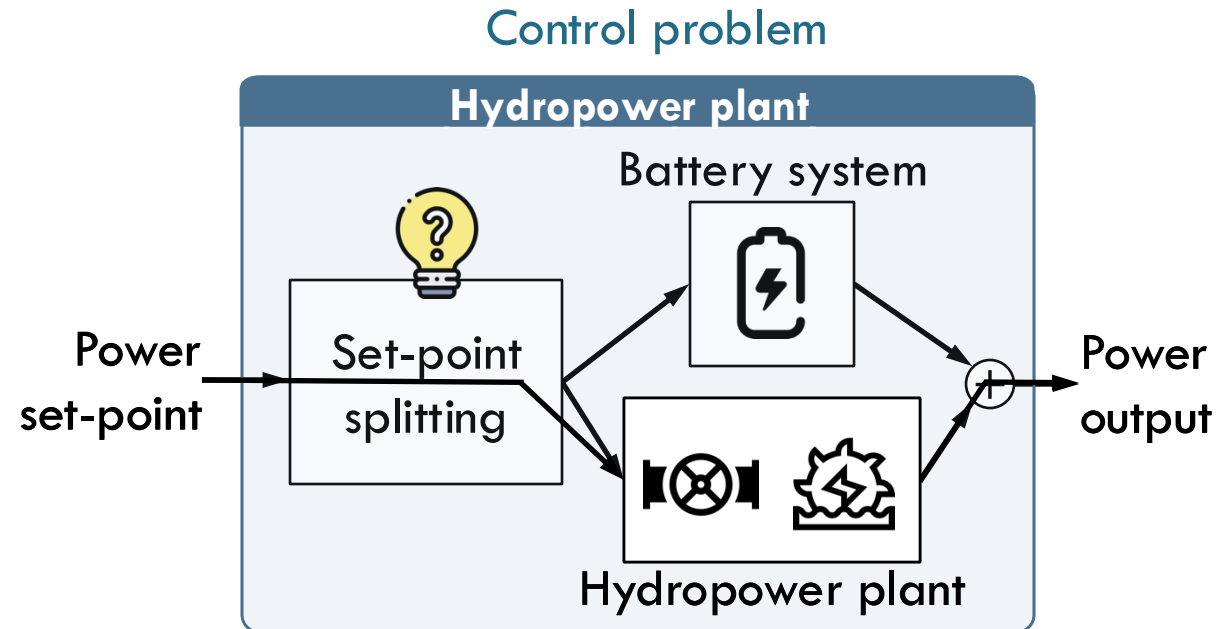 Control problem
Hydropower plant
Battery system
Power
set-point
Set-point
splitting
Power
output
Hydropower plant